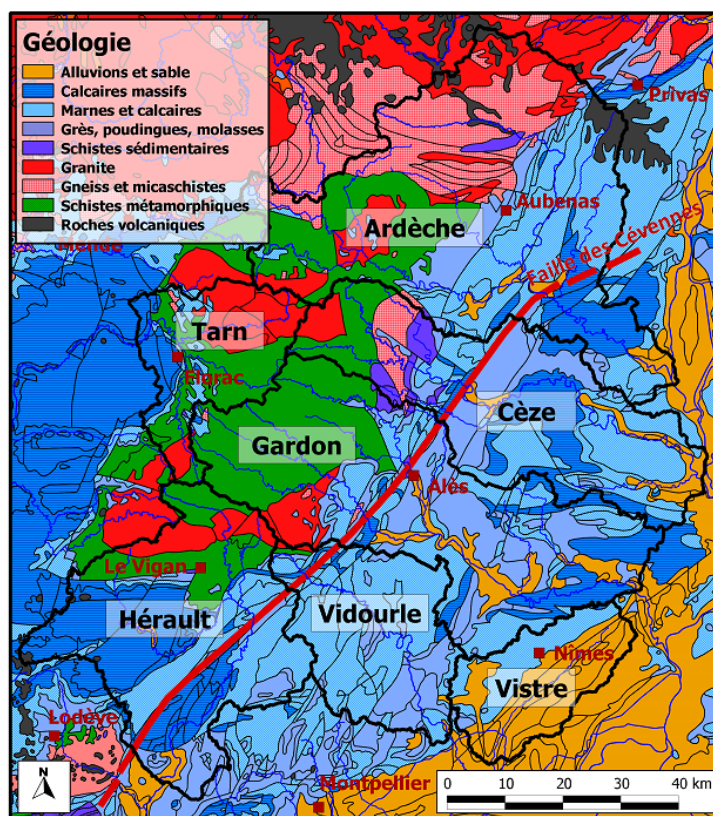 Géologie
Alluvions et sable
Calcaires massifs
Marnes et calcaires
Grès, poudingues, molasses
Schistes sédimentaires
Granite
Gneiss et micaschistes
Schistes métamorphiques
Roches volcaniques
Privas
Aubenas
Ardèche
Mende
Faille des Cévennes
Tarn
Florac
Cèze
Gardon
Alès
Le Vigan
Hérault
Vidourle
Nîmes
Vistre
Lodève
N
Montpellier
0 10 20 30 40 km